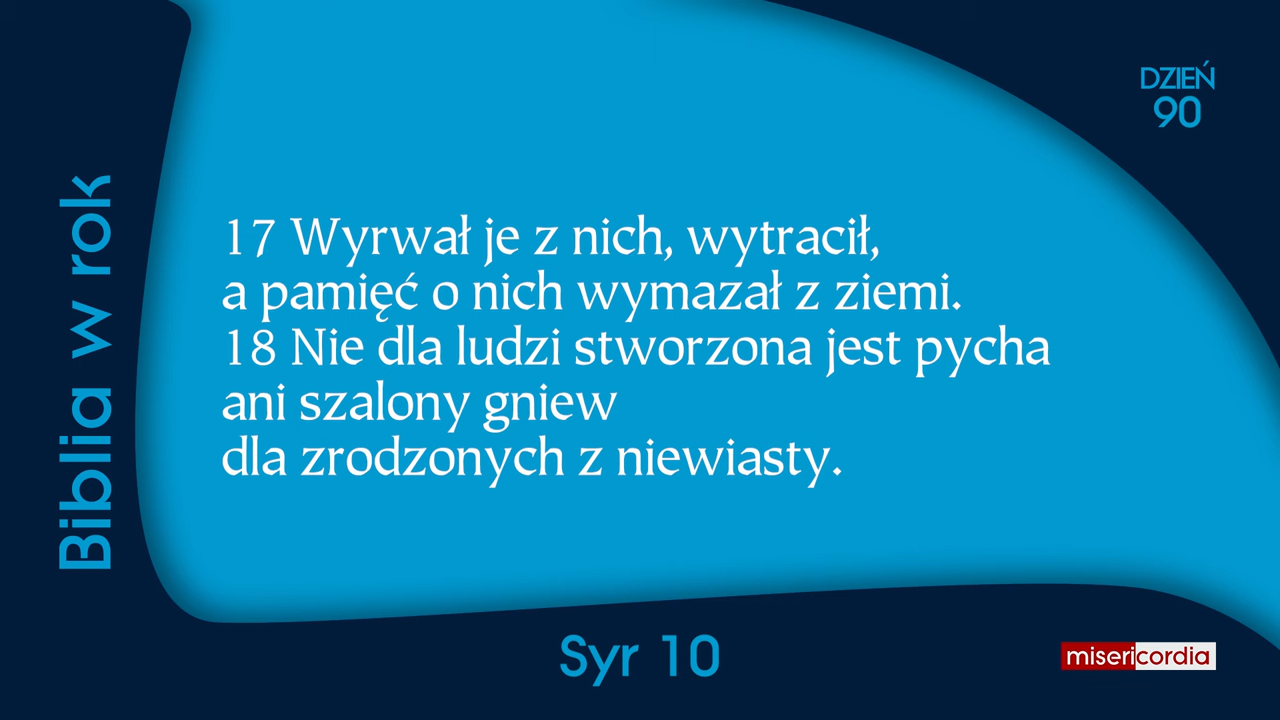 DZIEŃ
90
Biblia w rok
17 Wyrwał je z nich, wytracił,
a pamięć o nich wymazał z ziemi.
18 Nie dla ludzi stworzona jest pycha
ani szalony gniew
dla zrodzonych z niewiasty.
Syr 10
misericordia